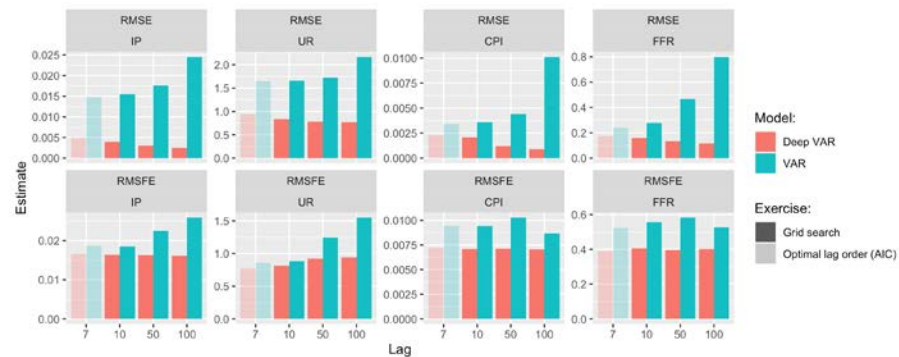 RMSE RMSE RMSE RMSE
IP UR CPI FFR
0.025 2.0 0.0100 0.8
0.020 1.5 0.0075 0.6
0.015 1.0 0.0050 0.4
0.010 0.5 0.0025 0.2
0.005 0.0 0.0000 0.0
0.000
RMSFE RMSFE RMSFE RMSFE
IP UR CPI FFR
0.02 1.5 0.0100 0.6
0.01 1.0 0.0075 0.4
0.00 0.5 0.0050 0.2
0.0 0.0025 0.0
0.0000
7 10 50 100 7 10 50 100 7 10 50 100 7 10 50 100
Lag
Estimate
Model:
Deep VAR
VAR
Exercise:
Grid search
Optimal lag order (AIC)